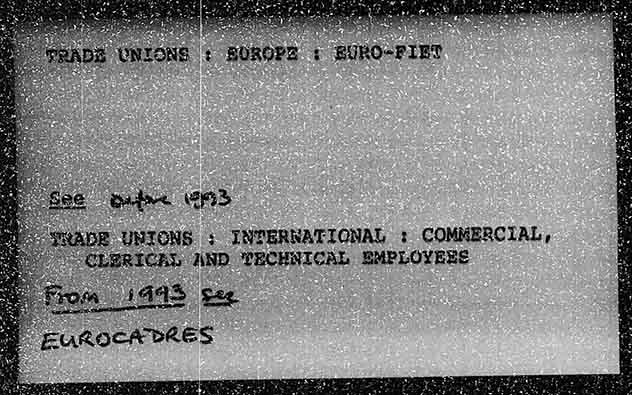 TRADE UNIONS : EUROPE : EURO-FIET
See before 1993
TRADE UNIONS : INTERNATIONAL : COMMERCIAL,
CLERICAL AND TECHNICAL EMPLOYEES
From 1993 see
EUROCADRES